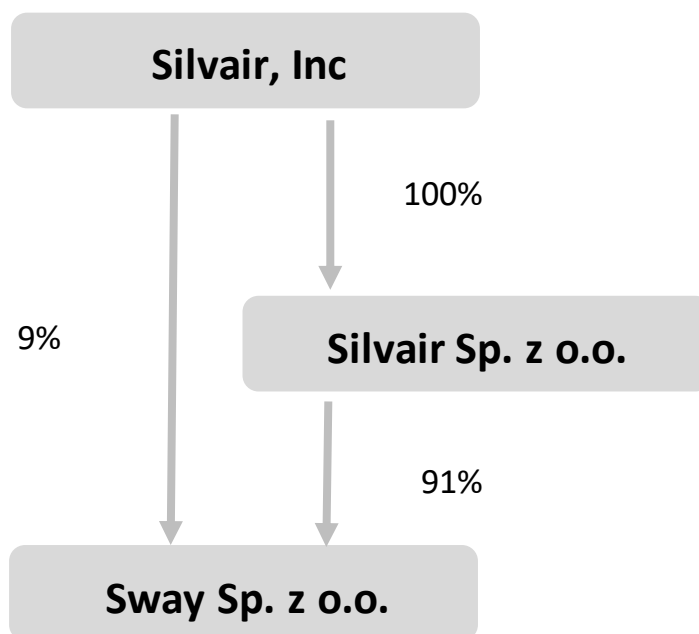 Silvair, Inc
100%
9%
Silvair Sp. z o.o.
91%
Sway Sp. z o.o.